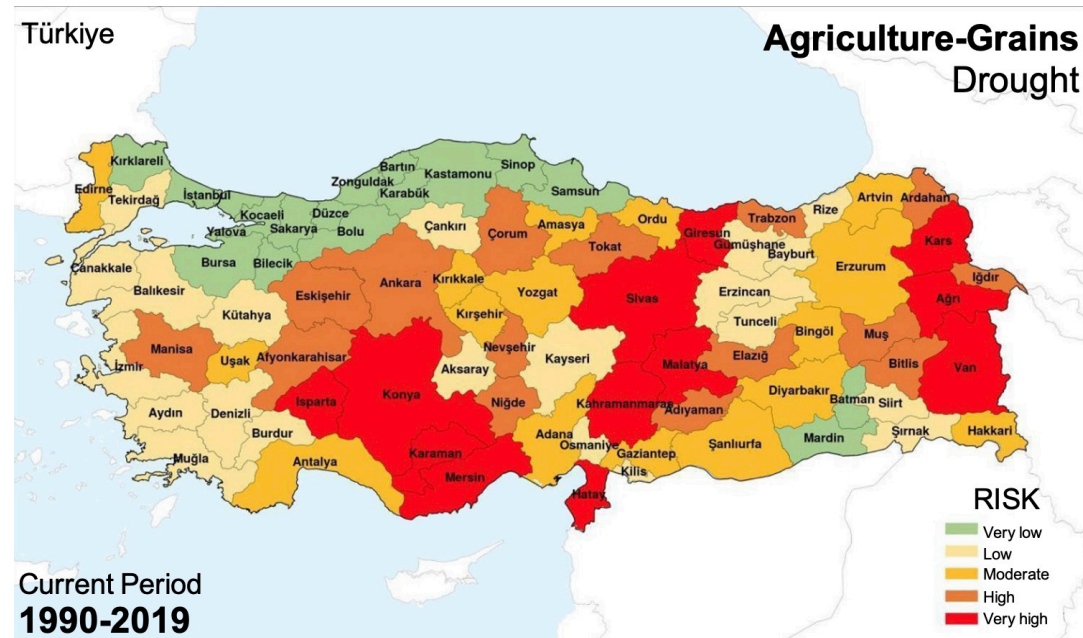 Türkiye
Agriculture-Grains
Drought
Kırklareli
Edirne
Tekirdağ
İstanbul
Kocaeli
Yalova
Sakarya
Düzce
Bolu
Zonguldak
Bartın
Karabük
Kastamonu
Sinop
Samsun
Çankırı
Çorum
Amasya
Ordu
Tokat
Giresun
Trabzon
Gümüşhane
Bayburt
Rize
Artvin
Ardahan
Kars
Iğdır
Ağrı
Erzurum
Çanakkale
Balıkesir
Bursa
Bilecik
Kütahya
Eskişehir
Ankara
Kırıkkale
Kırşehir
Yozgat
Sivas
Erzincan
Tunceli
Bingöl
Muş
Bitlis
Van
Manisa
İzmir
Uşak
Afyonkarahisar
Isparta
Konya
Aksaray
Nevşehir
Niğde
Kayseri
Malatya
Elazığ
Kahramanmaraş
Adıyaman
Diyarbakır
Batman
Siirt
Mardin
Şırnak
Hakkari
Aydın
Denizli
Burdur
Muğla
Antalya
Karaman
Mersin
Adana
Osmaniye
Gaziantep
Kilis
Şanlıurfa
Hatay
RISK
Very low
Low
Moderate
High
Very high
Current Period
1990-2019